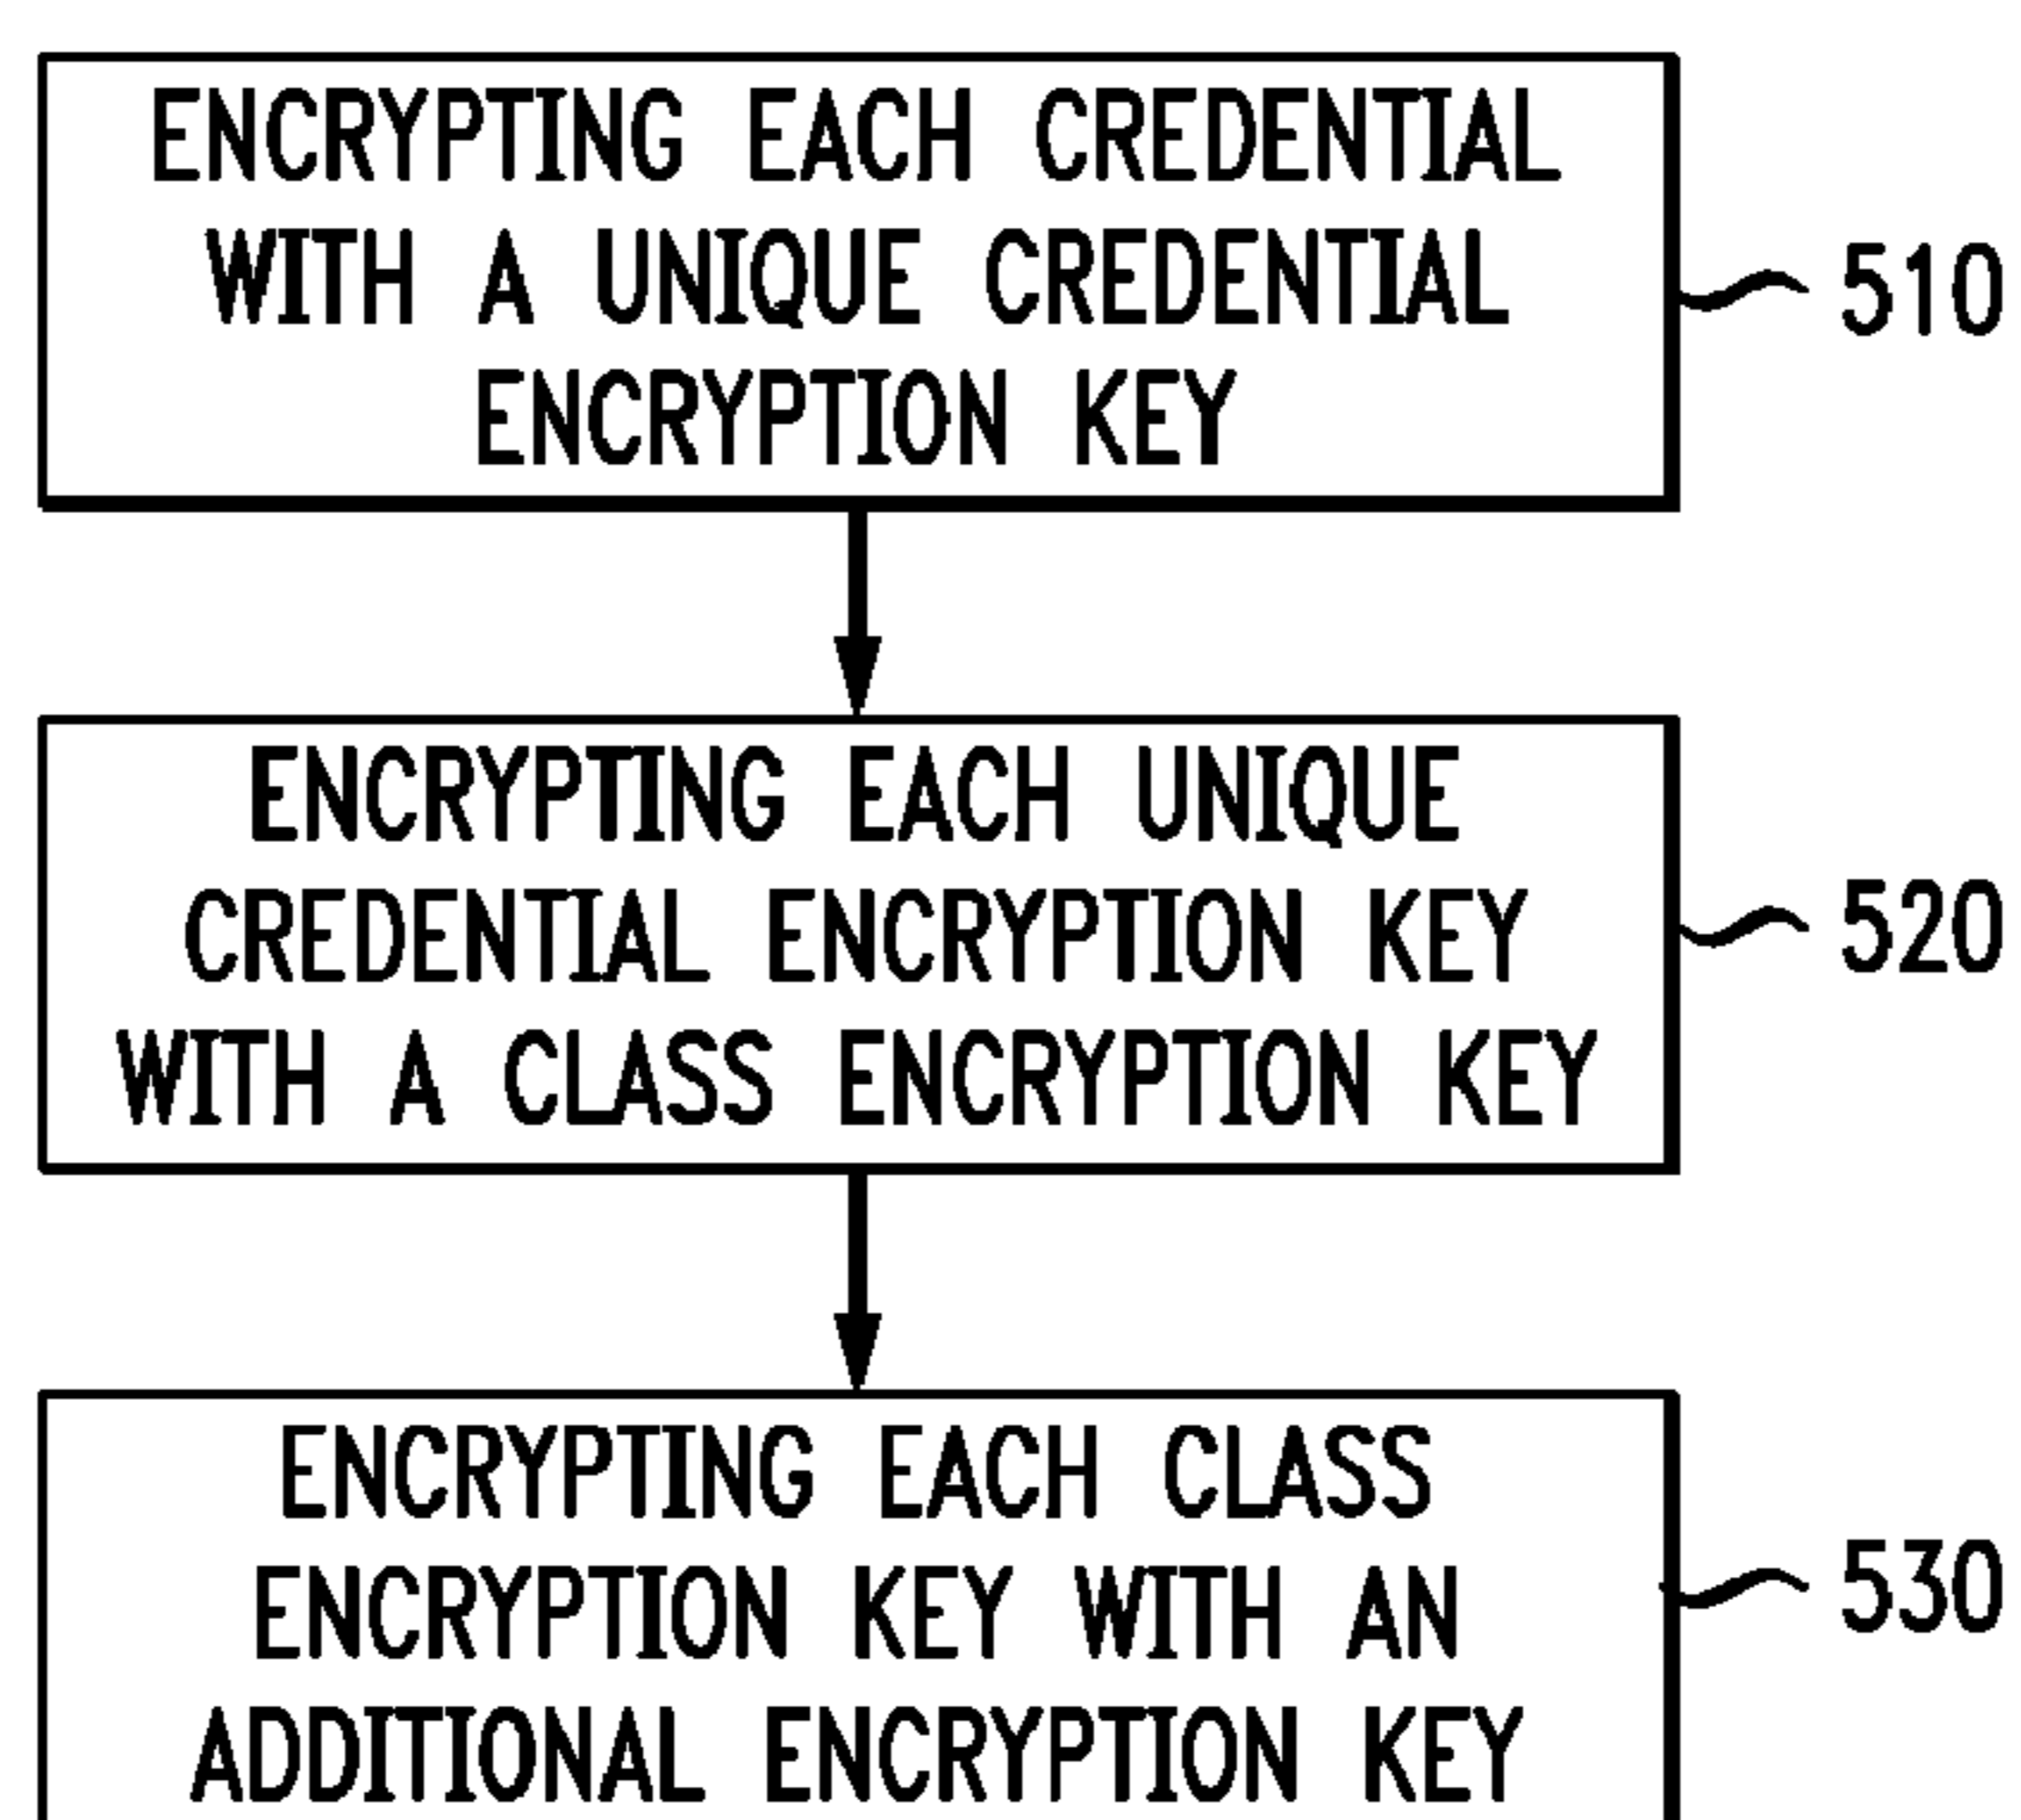 ENCRYPTING EACH CREDENTIAL
WITH A UNIQUE CREDENTIAL
ENCRYPTION KEY
510
ENCRYPTING EACH UNIQUE
CREDENTIAL ENCRYPTION KEY
WITH A CLASS ENCRYPTION KEY
520
ENCRYPTING EACH CLASS
ENCRYPTION KEY WITH AN
ADDITIONAL ENCRYPTION KEY
530